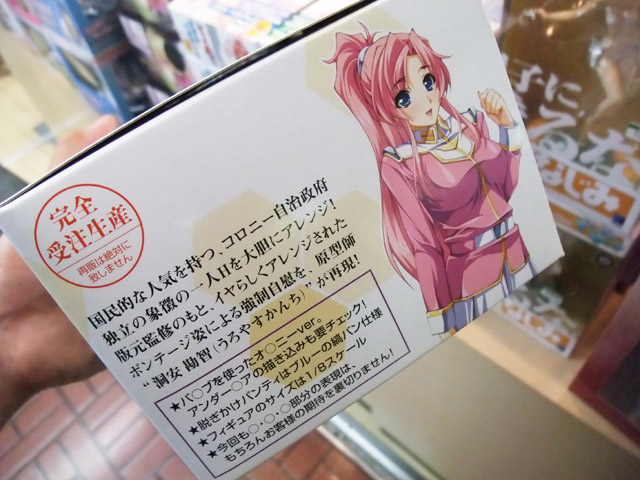 完全
受注生産
再販は絶対に
致しません
国民的な人気を持つ、コロニー自治政府
独立の象徴の一人Hを大胆にアレンジ!
版元監修のもと、イヤらしくアレンジされた
ボンテージ姿による強制自慰を、原型師
“洞安 勘智(うろやすかんち)”が再現!
★バ○ブを使ったオ○ニーver。
アンダー○アの描き込みも要チェック!
★脱ぎかけパンティはブルーの縞パン仕様
★フィギュアのサイズは1/8スケール
★今回も○・○・○部分の表現は、
もちろんお客様の期待を裏切りません!